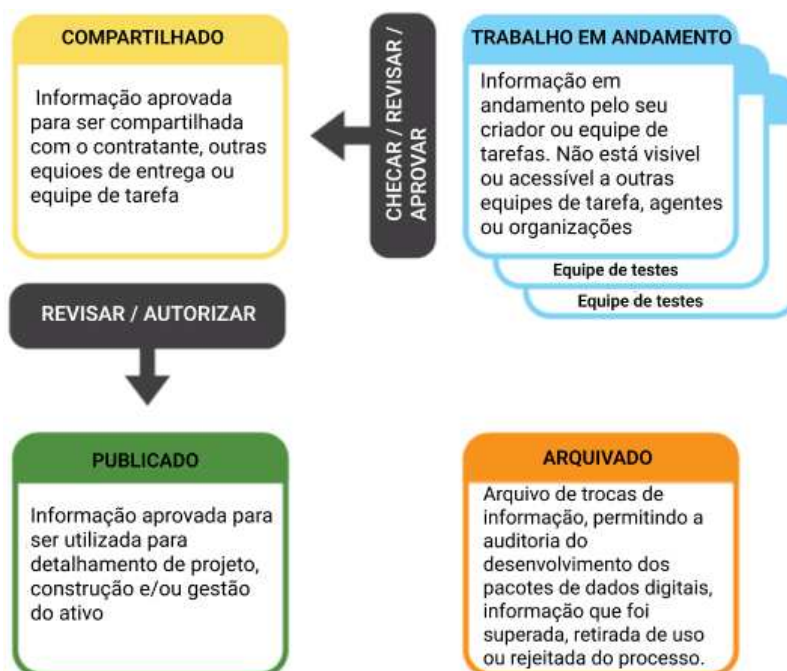 COMPARTILHADO
Informação aprovada
para ser compartilhada
com o contratante, outras
equioes de entrega ou
equipe de tarefa
CHECAR / REVISAR /
APROVAR
TRABALHO EM ANDAMENTO
Informação em
andamento pelo seu
criador ou equipe de
tarefas. Não está visivel
ou acessível a outras
equipes de tarefa, agentes
ou organizações
Equipe de testes
Equipe de testes
REVISAR / AUTORIZAR
PUBLICADO
Informação aprovada para
ser utilizada para
detalhamento de projeto,
construção e/ou gestão
do ativo
ARQUIVADO
Arquivo de trocas de
informação, permitindo a
auditoria do
desenvolvimento dos
pacotes de dados digitais,
informação que foi
superada, retirada de uso
ou rejeitada do processo.